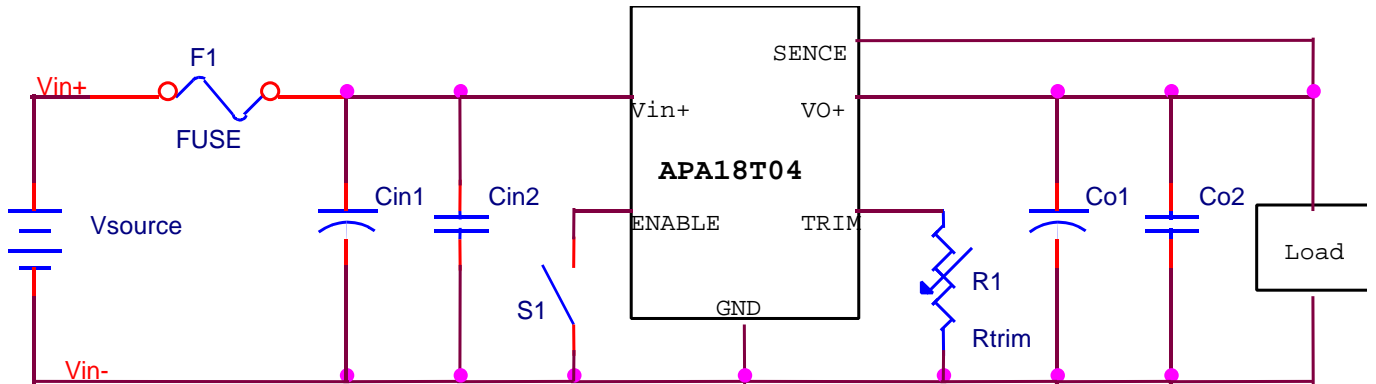 F1
Vin+
FUSE
Vsource
Cin1
Cin2
Vin-
S1
SENCE
Vin+
VO+
APA18T04
ENABLE
TRIM
GND
R1
Rtrim
Co1
Co2
Load